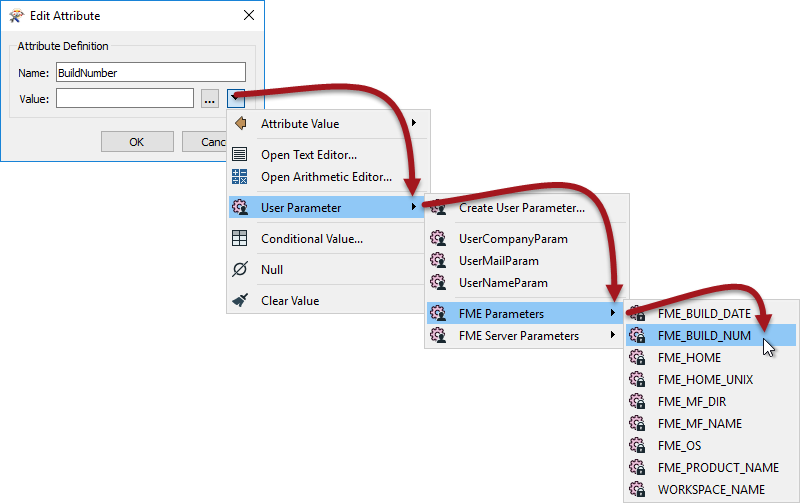 Edit Attribute
Attribute Definition
Name: BuildNumber
Value: ...
OK Canc
Attribute Value
Open Text Editor...
Open Arithmetic Editor...
User Parameter
Conditional Value...
Null
Clear Value
Create User Parameter...
UserCompanyParam
UserMailParam
UserNameParam
FME Parameters
FME Server Parameters
FME_BUILD_DATE
FME_BUILD_NUM
FME_HOME
FME_HOME_UNIX
FME_MF_DIR
FME_MF_NAME
FME_OS
FME_PRODUCT_NAME
WORKSPACE_NAME